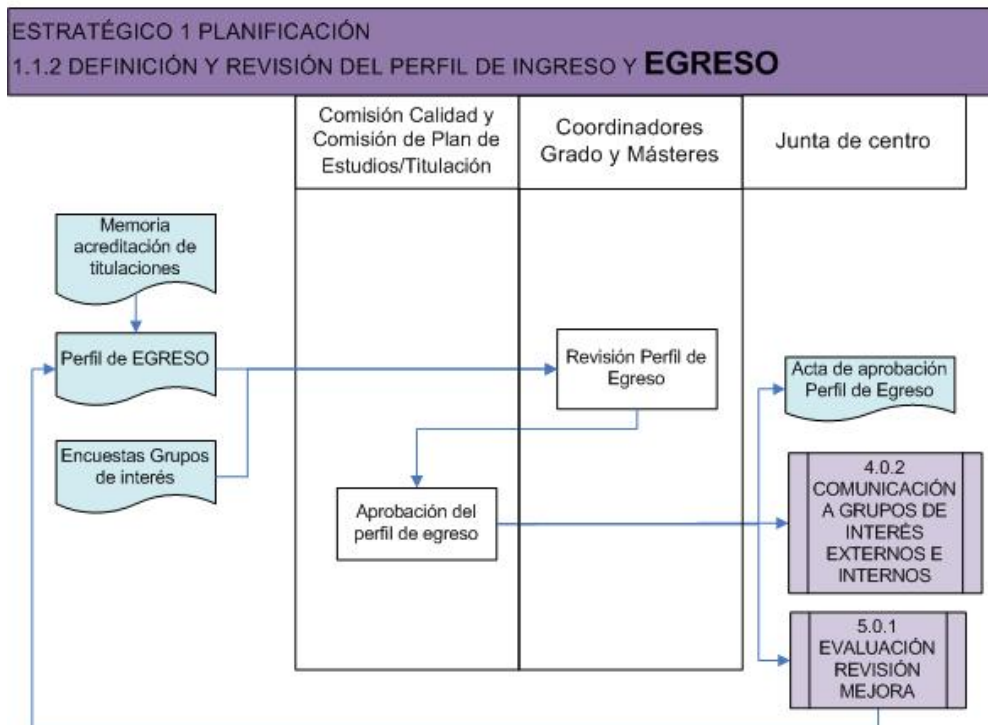 ESTRATÉGICO 1 PLANIFICACIÓN
1.1.2 DEFINICIÓN Y REVISIÓN DEL PERFIL DE INGRESO Y EGRESO
Comisión Calidad y
Comisión de Plan de
Estudios/Titulación
Coordinadores
Grado y Másteres
Junta de centro
Memoria
acreditación de
titulaciones
Perfil de EGRESO
Encuestas Grupos
de interés
Revisión Perfil de
Egreso
Aprobación del
perfil de egreso
Acta de aprobación
Perfil de Egreso
4.0.2
COMUNICACIÓN
A GRUPOS DE
INTERÉS
EXTERNOS E
INTERNOS
5.0.1
EVALUACIÓN
REVISIÓN
MEJORA